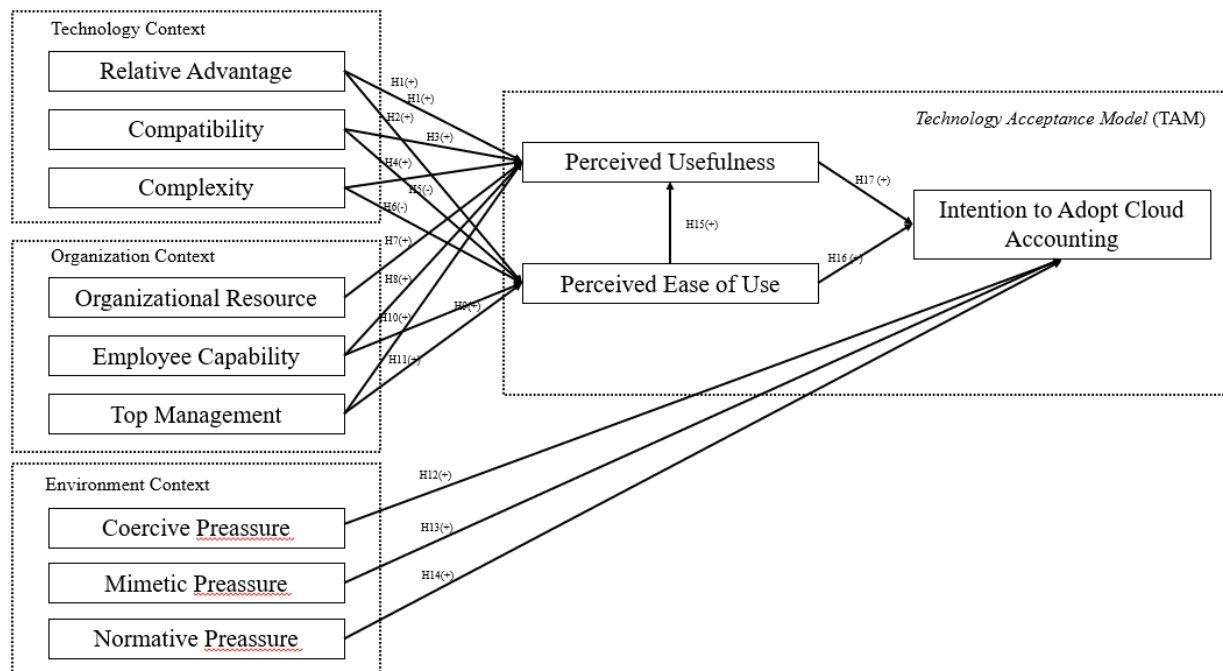 Technology Context
Relative Advantage
Compatibility
Complexity
H1(+)
H1(+)
H2(+)
H3(+)
H4(+)
H5(-)
H6(-)
Organization Context
Organizational Resource
Employee Capability
Top Management
H7(+)
H8(+)
H9(+)
H10(+)
H11(+)
Environment Context
Coercive Preassure
Mimetic Preassure
Normative Preassure
H12(+)
H13(+)
H14(+)
Technology Acceptance Model (TAM)
Perceived Usefulness
Perceived Ease of Use
H15(+)
H17 (+)
H16 (+)
Intention to Adopt Cloud
Accounting